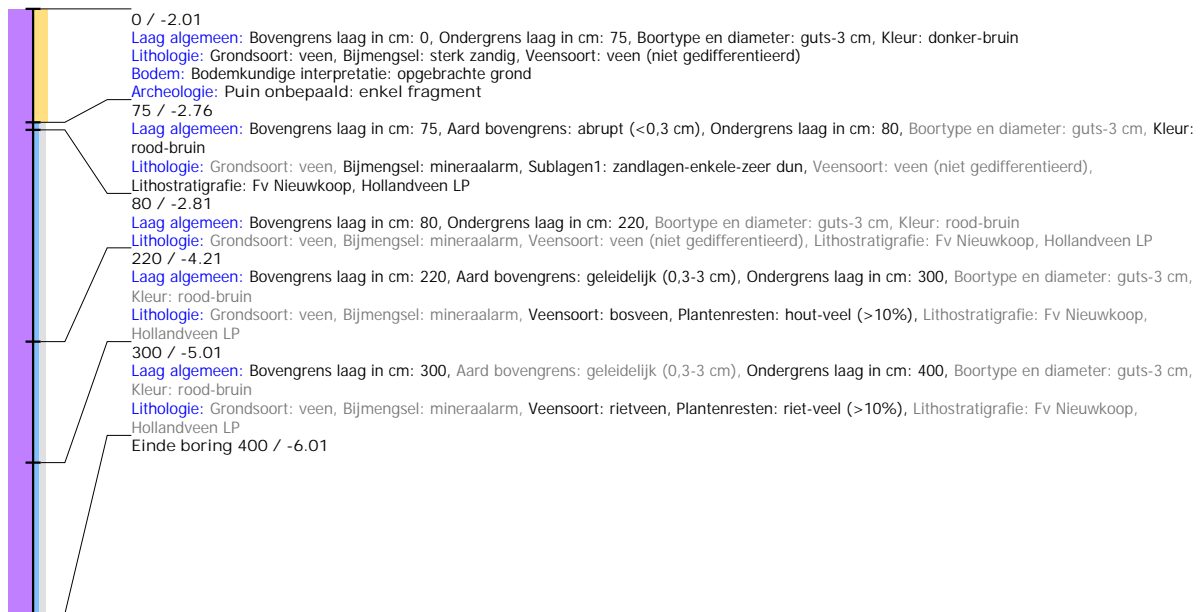 0 / -2.01
Laag algemeen: Bovengrens laag in cm: 0, Ondergrens laag in cm: 75, Boortype en diameter: guts-3 cm, Kleur: donker-bruin
Lithologie: Grondsoort: veen, Bijmengsel: sterk zandig, Veensoort: veen (niet gedifferentieerd)
Bodem: Bodemkundige interpretatie: opgebrachte grond
Archeologie: Puin onbepaald: enkel fragment
75 / -2.76
Laag algemeen: Bovengrens laag in cm: 75, Aard bovengrens: abrupt (<0,3 cm), Ondergrens laag in cm: 80, Boortype en diameter: guts-3 cm, Kleur:
rood-bruin
Lithologie: Grondsoort: veen, Bijmengsel: mineraalarm, Sublagen1: zandlagen-enkele-zeer dun, Veensoort: veen (niet gedifferentieerd),
Lithostratigrafie: Fv Nieuwkoop, Hollandveen LP
80 / -2.81
Laag algemeen: Bovengrens laag in cm: 80, Ondergrens laag in cm: 220, Boortype en diameter: guts-3 cm, Kleur: rood-bruin
Lithologie: Grondsoort: veen, Bijmengsel: mineraalarm, Veensoort: veen (niet gedifferentieerd), Lithostratigrafie: Fv Nieuwkoop, Hollandveen LP
220 / -4.21
Laag algemeen: Bovengrens laag in cm: 220, Aard bovengrens: geleidelijk (0,3-3 cm), Ondergrens laag in cm: 300, Boortype en diameter: guts-3 cm,
Kleur: rood-bruin
Lithologie: Grondsoort: veen, Bijmengsel: mineraalarm, Veensoort: bosveen, Plantenresten: hout-veel (>10%), Lithostratigrafie: Fv Nieuwkoop,
Hollandveen LP
300 / -5.01
Laag algemeen: Bovengrens laag in cm: 300, Aard bovengrens: geleidelijk (0,3-3 cm), Ondergrens laag in cm: 400, Boortype en diameter: guts-3 cm,
Kleur: rood-bruin
Lithologie: Grondsoort: veen, Bijmengsel: mineraalarm, Veensoort: rietveen, Plantenresten: riet-veel (>10%), Lithostratigrafie: Fv Nieuwkoop,
Hollandveen LP
Einde boring 400 / -6.01